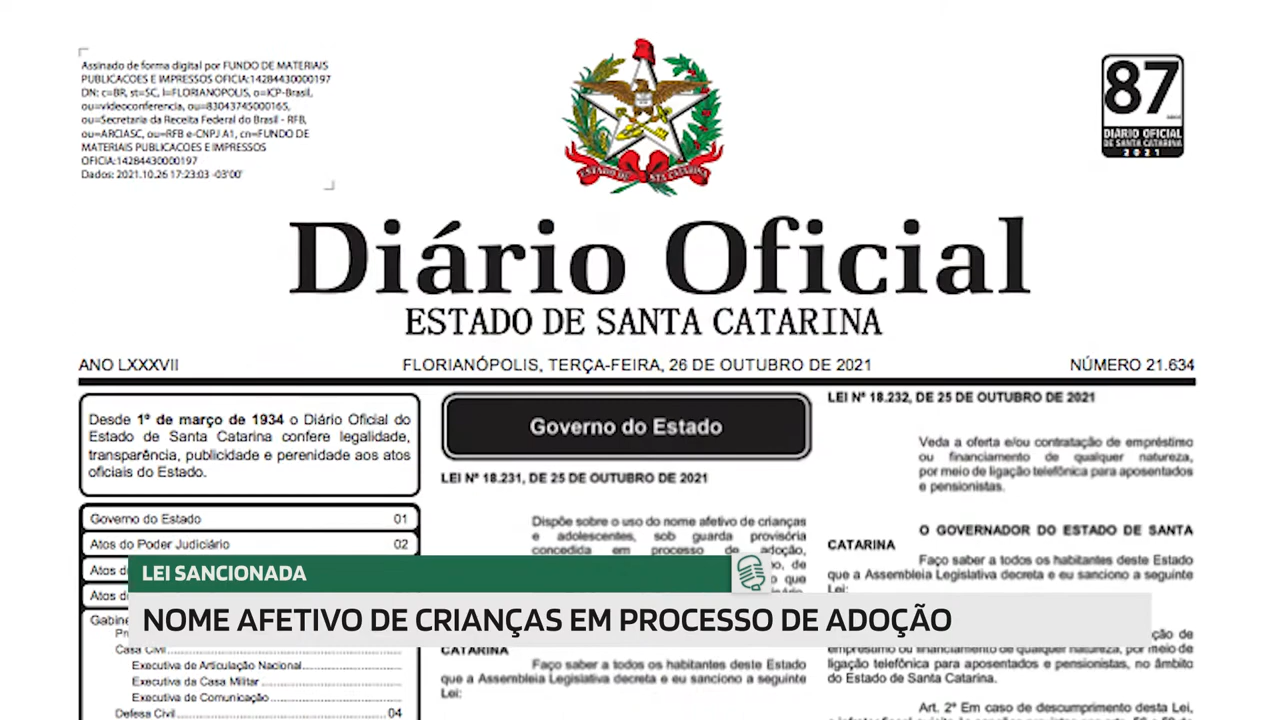 Assinado de forma digital por FUNDO DE MATERIAIS
PUBLICACOES E IMPRESSOS OFICIA:14284430000197
DN: c=BR, st=SC, l=FLORIANOPOLIS, o=ICP-Brasil,
ou=videoconferencia, ou=83043745000165,
ou=Secretaria da Receita Federal do Brasil - RFB,
ou=ARCIASC, ou=RFB e-CNPJ A1, cn=FUNDO DE
MATERIAIS PUBLICACOES E IMPRESSOS
OFICIA:14284430000197
Dados: 2021.10.26 17:23:03 -03'00'
ESTADO DE SANTA CATARINA
87
ANOS
DIÁRIO OFICIAL
DE SANTA CATARINA
2021
Diário Oficial
ESTADO DE SANTA CATARINA
ANO LXXXVII
FLORIANÓPOLIS, TERÇA-FEIRA, 26 DE OUTUBRO DE 2021
NÚMERO 21.634
Desde 1º de março de 1934 o Diário Oficial do
Estado de Santa Catarina confere legalidade,
transparência, publicidade e perenidade aos atos
oficiais do Estado.
Governo do Estado 01
Atos do Poder Judiciário 02
Atos d
Atos d
Gabine
Pr
Casa Civil
Executiva de Articulação Nacional
Executiva da Casa Militar
Executiva de Comunicação
Defesa Civil 04
Governo do Estado
LEI Nº 18.231, DE 25 DE OUTUBRO DE 2021
Dispõe sobre o uso do nome afetivo de crianças
e adolescentes, sob guarda provisória
concedida em processo de adoção,
o, de
o que
CATARINA
Faço saber a todos os habitantes deste Estado
que a Assembleia Legislativa decreta e eu sanciono a seguinte
Lei:
LEI Nº 18.232, DE 25 DE OUTUBRO DE 2021
Veda a oferta e/ou contratação de empréstimo
ou financiamento de qualquer natureza,
por meio de ligação telefônica para aposentados
e pensionistas.
O GOVERNADOR DO ESTADO DE SANTA
CATARINA
Faço saber a todos os habitantes deste Estado
que a Assembleia Legislativa decreta e eu sanciono a seguinte
Lei:
ção de
empréstimo ou financiamento de qualquer natureza, por meio de
ligação telefônica para aposentados e pensionistas, no âmbito
do Estado de Santa Catarina.
Art. 2º Em caso de descumprimento desta Lei,
LEI SANCIONADA
NOME AFETIVO DE CRIANÇAS EM PROCESSO DE ADOÇÃO